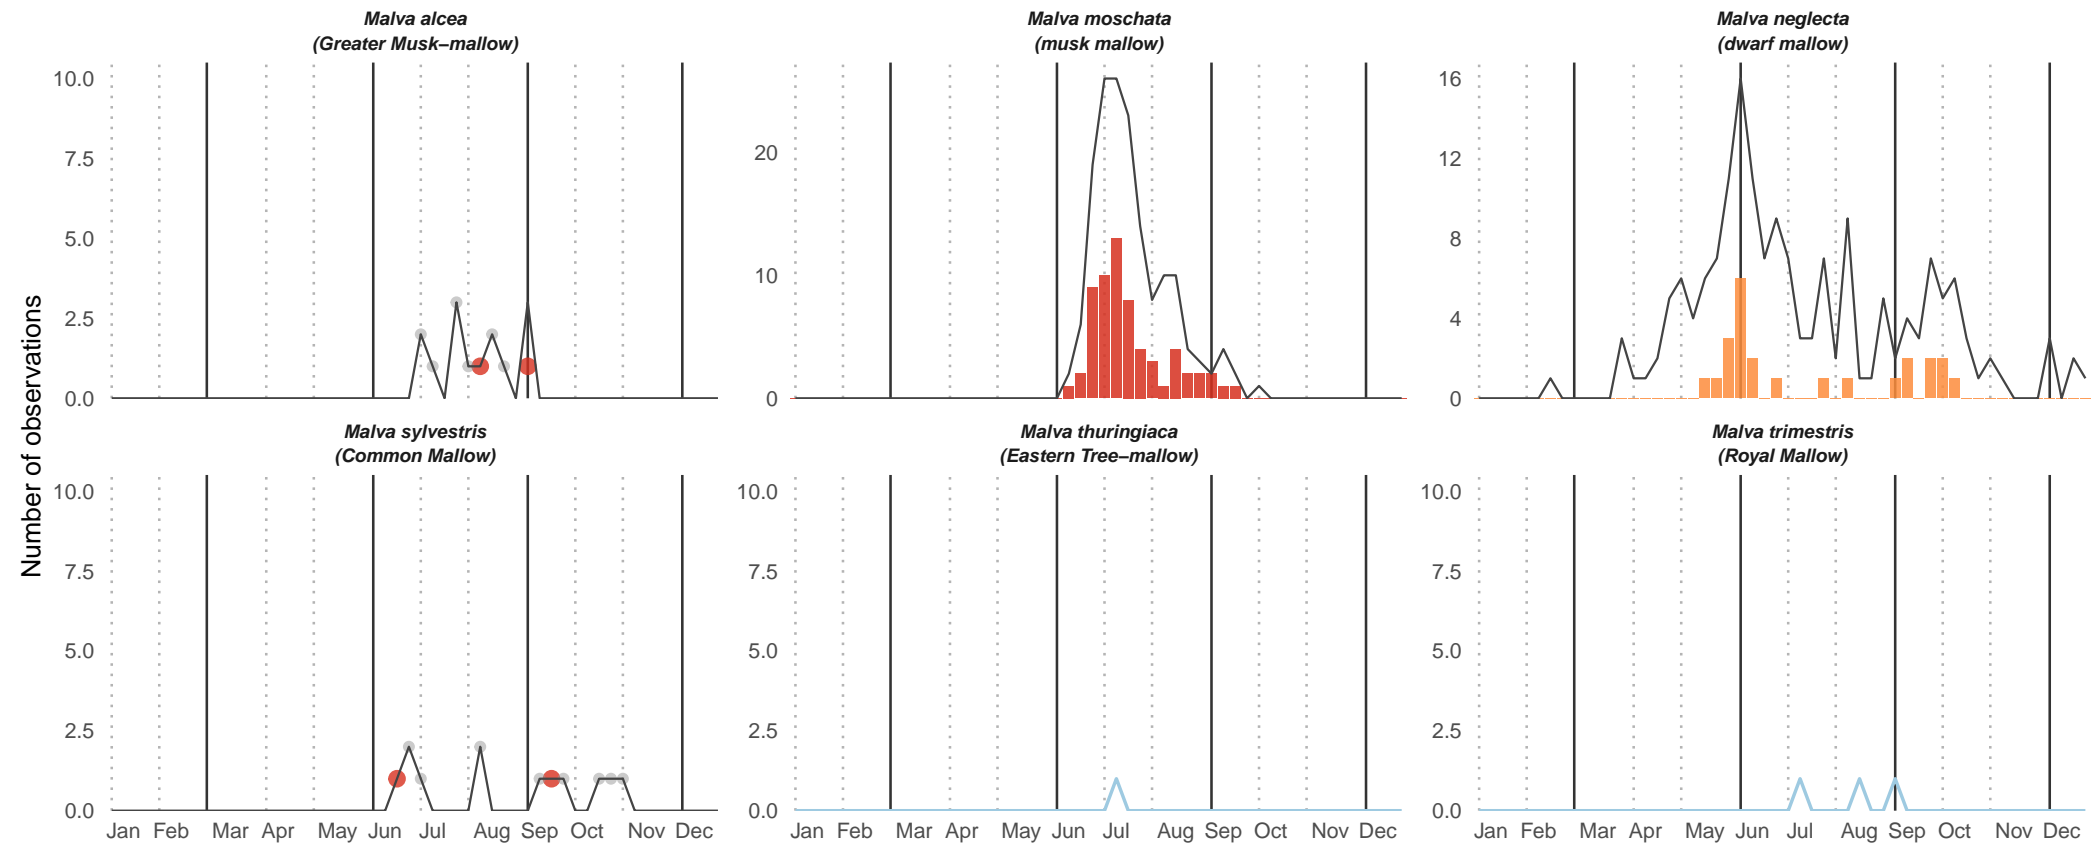 Malva alcea
(Greater Musk–mallow)
Malva moschata
(musk mallow)
Malva neglecta
(dwarf mallow)
10.0
7.5
5.0
2.5
0.0
20
10
0
16
12
8
4
0
Number of observations
Malva sylvestris
(Common Mallow)
Malva thuringiaca
(Eastern Tree–mallow)
Malva trimestris
(Royal Mallow)
10.0
7.5
5.0
2.5
0.0
10.0
7.5
5.0
2.5
0.0
10.0
7.5
5.0
2.5
0.0
Jan Feb Mar Apr May Jun Jul Aug Sep Oct Nov Dec
Jan Feb Mar Apr May Jun Jul Aug Sep Oct Nov Dec
Jan Feb Mar Apr May Jun Jul Aug Sep Oct Nov Dec